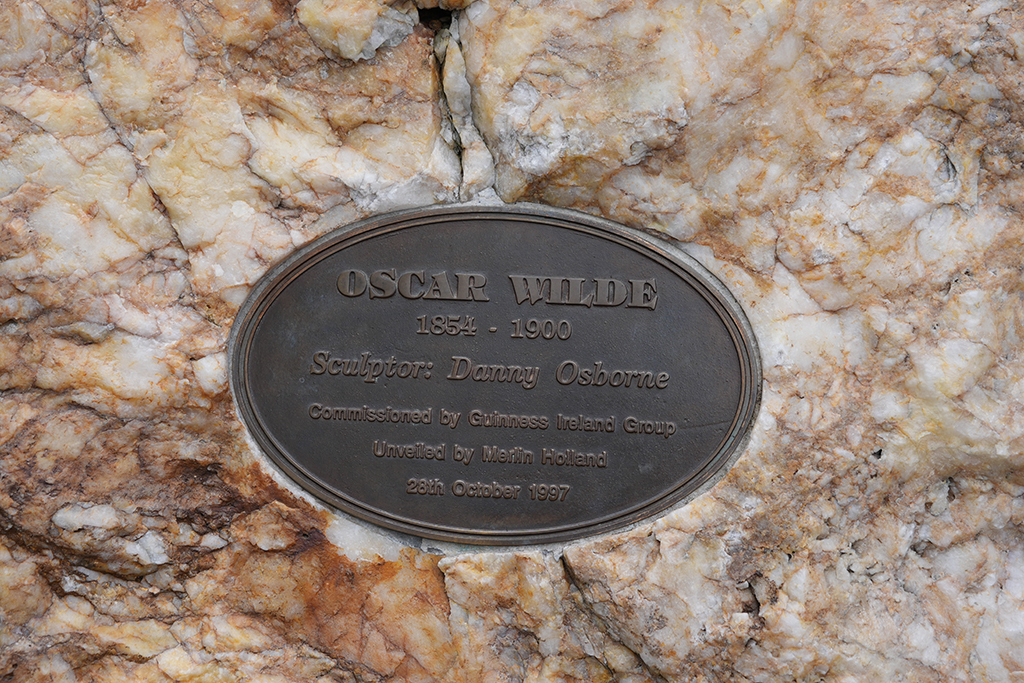 OSCAR WILDE
1854 - 1900
Sculptor: Danny Osborne
Commissioned by Guinness Ireland Group
Unveiled by Merlin Holland
28th October 1997